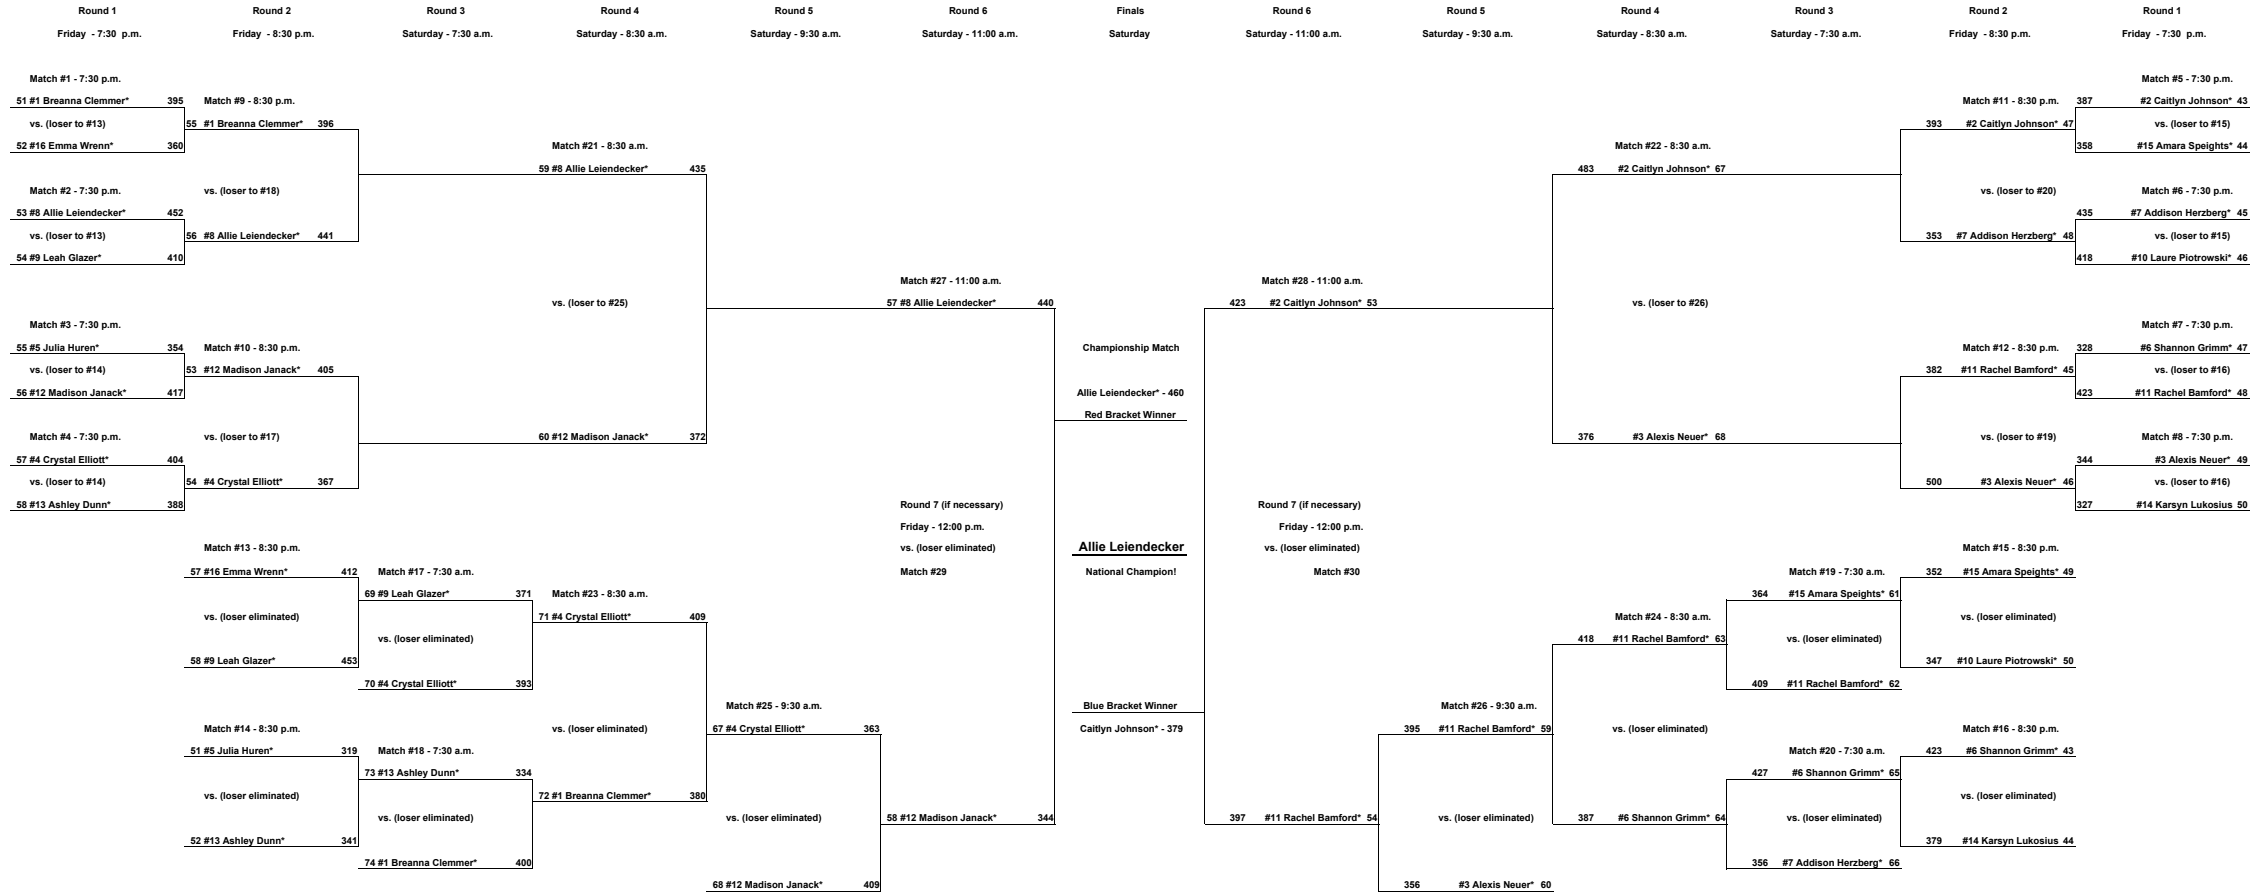 Round 1 Round 2 Round 3 Round 4 Round 5 Round 6 Finals Round 6 Round 5 Round 4 Round 3 Round 2 Round 1
Friday - 7:30 p.m. Friday - 8:30 p.m. Saturday - 7:30 a.m. Saturday - 8:30 a.m. Saturday - 9:30 a.m. Saturday - 11:00 a.m. Saturday Saturday - 11:00 a.m. Saturday - 9:30 a.m. Saturday - 8:30 a.m. Saturday - 7:30 a.m. Friday - 8:30 p.m. Friday - 7:30 p.m.
Match #1 - 7:30 p.m. Match #5 - 7:30 p.m.
51 #1 Breanna Clemmer* 395 Match #9 - 8:30 p.m. Match #11 - 8:30 p.m. 387 #2 Caitlyn Johnson* 43
vs. (loser to #13) 55 #1 Breanna Clemmer* 396 393 #2 Caitlyn Johnson* 47 vs. (loser to #15)
52 #16 Emma Wrenn* 360 Match #21 - 8:30 a.m. Match #22 - 8:30 a.m. 358 #15 Amara Speights* 44
59 #8 Allie Leiendecker* 435 483 #2 Caitlyn Johnson* 67
Match #2 - 7:30 p.m. vs. (loser to #18) vs. (loser to #20) Match #6 - 7:30 p.m.
53 #8 Allie Leiendecker* 452 435 #7 Addison Herzberg* 45
vs. (loser to #13) 56 #8 Allie Leiendecker* 441 353 #7 Addison Herzberg* 48 vs. (loser to #15)
54 #9 Leah Glazer* 410 418 #10 Laure Piotrowski* 46
Match #27 - 11:00 a.m. Match #28 - 11:00 a.m.
vs. (loser to #25) 57 #8 Allie Leiendecker* 440 423 #2 Caitlyn Johnson* 53 vs. (loser to #26)
Match #3 - 7:30 p.m. Match #7 - 7:30 p.m.
55 #5 Julia Huren* 354 Match #10 - 8:30 p.m. Championship Match Match #12 - 8:30 p.m. 328 #6 Shannon Grimm* 47
vs. (loser to #14) 53 #12 Madison Janack* 405 382 #11 Rachel Bamford* 45 vs. (loser to #16)
56 #12 Madison Janack* 417 Allie Leiendecker* - 460 423 #11 Rachel Bamford* 48
Red Bracket Winner
Match #4 - 7:30 p.m. vs. (loser to #17) 60 #12 Madison Janack* 372 376 #3 Alexis Neuer* 68 vs. (loser to #19) Match #8 - 7:30 p.m.
57 #4 Crystal Elliott* 404 344 #3 Alexis Neuer* 49
vs. (loser to #14) 54 #4 Crystal Elliott* 367 500 #3 Alexis Neuer* 46 vs. (loser to #16)
58 #13 Ashley Dunn* 388 Round 7 (if necessary) Round 7 (if necessary) 327 #14 Karsyn Lukosius 50
Friday - 12:00 p.m. Friday - 12:00 p.m.
Match #13 - 8:30 p.m. vs. (loser eliminated) Allie Leiendecker vs. (loser eliminated) Match #15 - 8:30 p.m.
57 #16 Emma Wrenn* 412 Match #17 - 7:30 a.m. Match #29 National Champion! Match #30 Match #19 - 7:30 a.m. 352 #15 Amara Speights* 49
69 #9 Leah Glazer* 371 Match #23 - 8:30 a.m. 364 #15 Amara Speights* 61
vs. (loser eliminated) 71 #4 Crystal Elliott* 409 Match #24 - 8:30 a.m. vs. (loser eliminated)
vs. (loser eliminated) 418 #11 Rachel Bamford* 63 vs. (loser eliminated)
58 #9 Leah Glazer* 453 347 #10 Laure Piotrowski* 50
70 #4 Crystal Elliott* 393 409 #11 Rachel Bamford* 62
Match #25 - 9:30 a.m. Blue Bracket Winner Match #26 - 9:30 a.m.
Match #14 - 8:30 p.m. vs. (loser eliminated) 67 #4 Crystal Elliott* 363 Caitlyn Johnson* - 379 395 #11 Rachel Bamford* 59 vs. (loser eliminated) Match #16 - 8:30 p.m.
51 #5 Julia Huren* 319 Match #18 - 7:30 a.m. Match #20 - 7:30 a.m. 423 #6 Shannon Grimm* 43
73 #13 Ashley Dunn* 334 427 #6 Shannon Grimm* 65
vs. (loser eliminated) 72 #1 Breanna Clemmer* 380 vs. (loser eliminated)
vs. (loser eliminated) vs. (loser eliminated) 58 #12 Madison Janack* 344 397 #11 Rachel Bamford* 54 vs. (loser eliminated) 387 #6 Shannon Grimm* 64 vs. (loser eliminated)
52 #13 Ashley Dunn* 341 379 #14 Karsyn Lukosius 44
74 #1 Breanna Clemmer* 400 356 #7 Addison Herzberg* 66
68 #12 Madison Janack* 409 356 #3 Alexis Neuer* 60